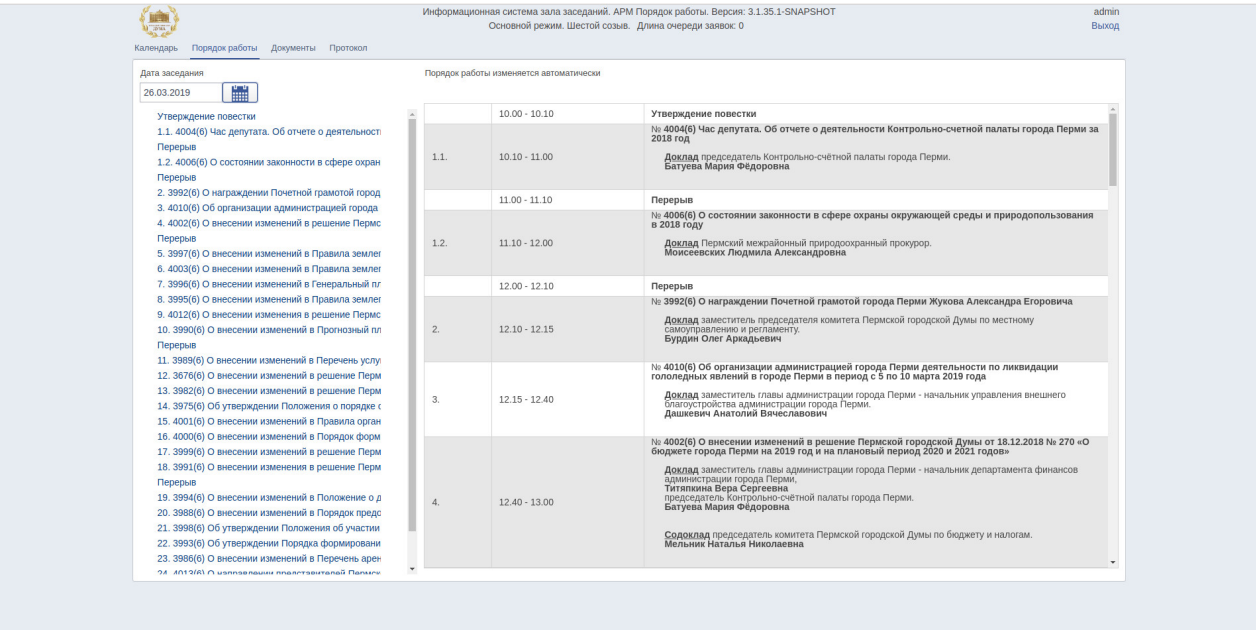 Информационная система зала заседаний. АРМ Порядок работы. Версия: 3.1.35.1-SNAPSHOT
admin
Основной режим. Шестой созыв. Длина очереди заявок: 0
Выход
ДУМА
Календарь Порядок работы Документы Протокол
Дата заседания
26.03.2019
Утверждение повестки
1.1. 4004(6) Час депутата. Об отчете о деятельност
Перерыв
1.2. 4006(6) О состоянии законности в сфере охран
Перерыв
2. 3992(6) О награждении Почетной грамотой город
3. 4010(6) Об организации администрацией города
4. 4002(6) О внесении изменений в решение Пермс
Перерыв
5. 3997(6) О внесении изменений в Правила землеп
6. 4003(6) О внесении изменений в Правила землеп
7. 3996(6) О внесении изменений в Генеральный пл
8. 3995(6) О внесении изменений в Правила землеп
9. 4012(6) О внесении изменения в решение Пермс
10. 3990(6) О внесении изменений в Прогнозный пл
Перерыв
11. 3989(6) О внесении изменений в Перечень услу
12. 3676(6) О внесении изменений в решение Перм
13. 3982(6) О внесении изменений в решение Перм
14. 3975(6) Об утверждении Положения о порядке с
15. 4001(6) О внесении изменений в Правила орган
16. 4000(6) О внесении изменений в Порядок форм
17. 3999(6) О внесении изменений в решение Перм
18. 3991(6) О внесении изменения в решение Перм
Перерыв
19. 3994(6) О внесении изменений в Положение о д
20. 3988(6) О внесении изменений в Порядок предс
21. 3998(6) Об утверждении Положения об участии
22. 3993(6) Об утверждении Порядка формировани
23. 3986(6) О внесении изменений в Перечень арен
24. 4013(6) О направлении представителей Пермск
Порядок работы изменяется автоматически
10.00 - 10.10 Утверждение повестки
№ 4004(6) Час депутата. Об отчете о деятельности Контрольно-счетной палаты города Перми за
2018 год
1.1. 10.10 - 11.00
Доклад председатель Контрольно-счётной палаты города Перми.
Батуева Мария Фёдоровна
11.00 - 11.10 Перерыв
№ 4006(6) О состоянии законности в сфере охраны окружающей среды и природопользования
в 2018 году
1.2. 11.10 - 12.00
Доклад Пермский межрайонный природоохранный прокурор.
Моисеевских Людмила Александровна
12.00 - 12.10 Перерыв
№ 3992(6) О награждении Почетной грамотой города Перми Жукова Александра Егоровича
2. 12.10 - 12.15
Доклад заместитель председателя комитета Пермской городской Думы по местному
самоуправлению и регламенту.
Бурдин Олег Аркадьевич
№ 4010(6) Об организации администрацией города Перми деятельности по ликвидации
гололедных явлений в городе Перми в период с 5 по 10 марта 2019 года
3. 12.15 - 12.40
Доклад заместитель главы администрации города Перми - начальник управления внешнего
благоустройства администрации города Перми.
Дашкевич Анатолий Вячеславович
№ 4002(6) О внесении изменений в решение Пермской городской Думы от 18.12.2018 № 270 «О
бюджете города Перми на 2019 год и на плановый период 2020 и 2021 годов»
4. 12.40 - 13.00
Доклад заместитель главы администрации города Перми - начальник департамента финансов
администрации города Перми,
Титяпкина Вера Сергеевна
председатель Контрольно-счётной палаты города Перми.
Батуева Мария Фёдоровна
Содоклад председатель комитета Пермской городской Думы по бюджету и налогам.
Мельник Наталья Николаевна